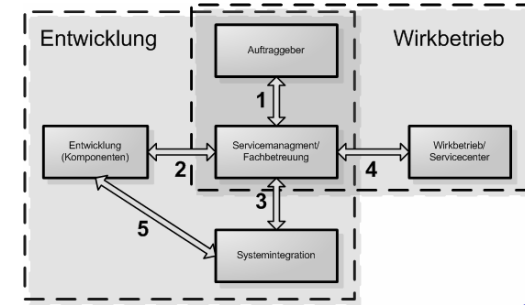 Entwicklung
Wirkbetrieb
Auftraggeber
1
Entwicklung
(Komponenten)
2
Servicemanagment/
Fachbetreuung
4
Wirkbetrieb/
Servicecenter
3
5
Systemintegration